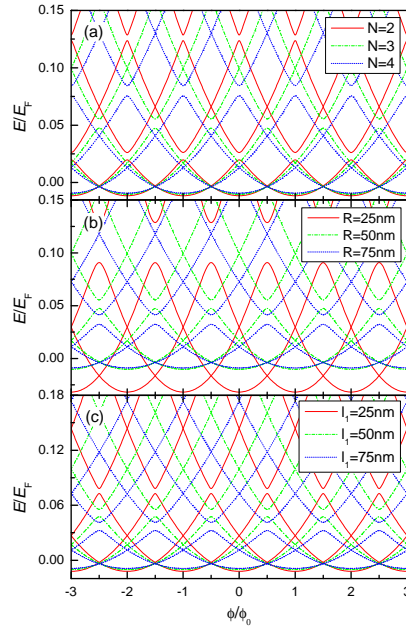 (a)
N=2
N=3
N=4
0.15
0.10
0.05
0.00
E/E_F
(b)
R=25nm
R=50nm
R=75nm
0.15
0.10
0.05
0.00
E/E_F
(c)
l_1=25nm
l_1=50nm
l_1=75nm
0.18
0.12
0.06
0.00
E/E_F
-3 -2 -1 0 1 2 3
ϕ/ϕ_0